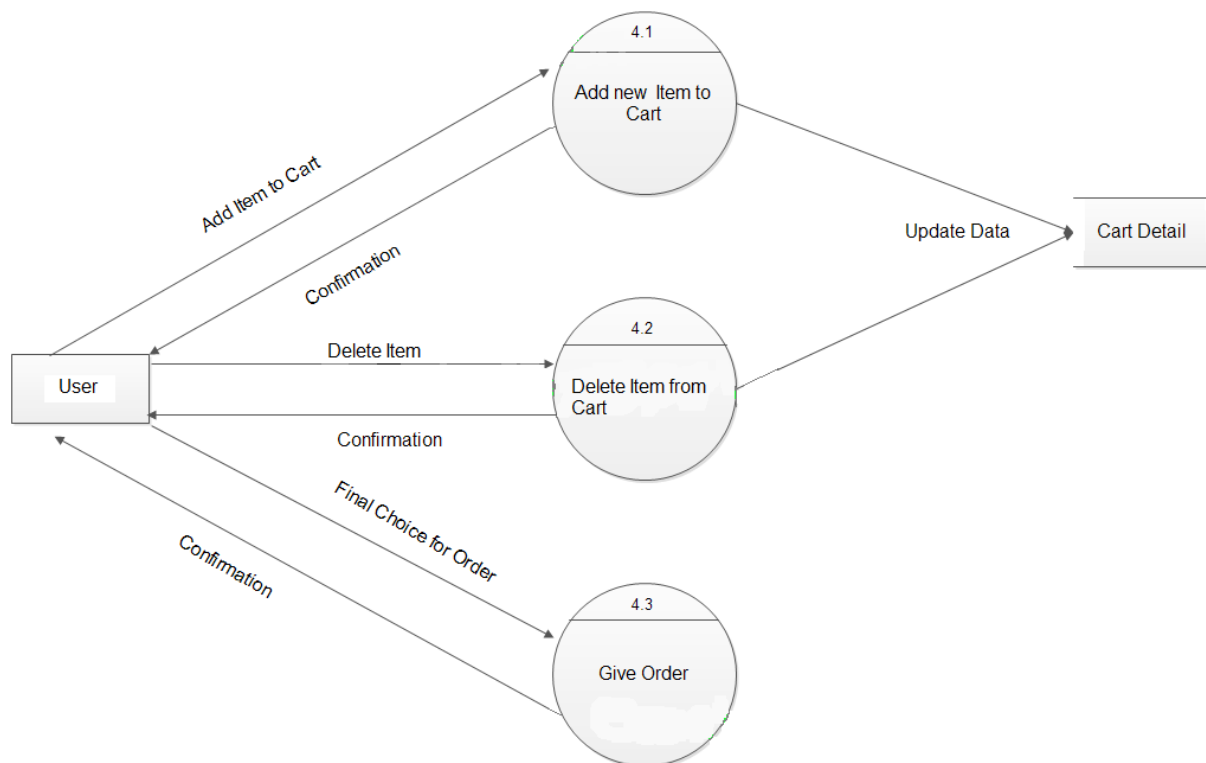 4.1
Add new Item to
Cart
Add Item to Cart
Confirmation
Update Data
Cart Detail
4.2
Delete Item
User
Delete Item from
Cart
Confirmation
Final Choice for Order
Confirmation
4.3
Give Order